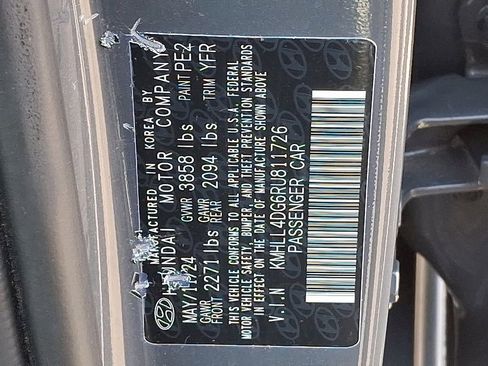 MANUFACTURED IN KOREA BY
HYUNDAI MOTOR COMPANY
MAY/ /24 GVWR 3858 lbs PAINT PE2
GAWR FRONT 2271 lbs GAWR REAR 2094 lbs TRIM YFR
THIS VEHICLE CONFORMS TO ALL APPLICABLE U.S.A. FEDERAL
MOTOR VEHICLE SAFETY, BUMPER, AND THEFT PREVENTION STANDARDS
IN EFFECT ON THE DATE OF MANUFACTURE SHOWN ABOVE
V.I.N KMHLL4DG6RU811726
PASSENGER CAR